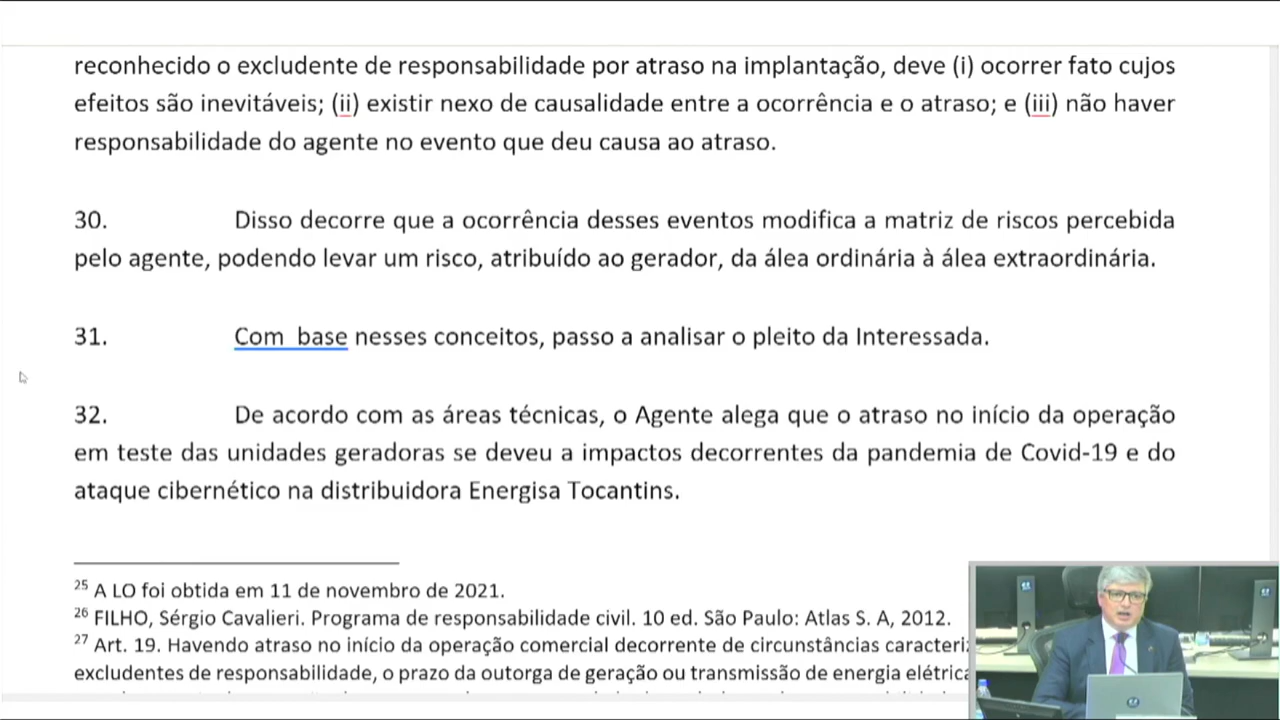 reconhecido o excludente de responsabilidade por atraso na implantação, deve (i) ocorrer fato cujos
efeitos são inevitáveis; (ii) existir nexo de causalidade entre a ocorrência e o atraso; e (iii) não haver
responsabilidade do agente no evento que deu causa ao atraso.
30. Disso decorre que a ocorrência desses eventos modifica a matriz de riscos percebida
pelo agente, podendo levar um risco, atribuído ao gerador, da álea ordinária à álea extraordinária.
31. Com base nesses conceitos, passo a analisar o pleito da Interessada.
32. De acordo com as áreas técnicas, o Agente alega que o atraso no início da operação
em teste das unidades geradoras se deveu a impactos decorrentes da pandemia de Covid-19 e do
ataque cibernético na distribuidora Energisa Tocantins.
25 A LO foi obtida em 11 de novembro de 2021.
26 FILHO, Sérgio Cavalieri. Programa de responsabilidade civil. 10 ed. São Paulo: Atlas S. A, 2012.
27 Art. 19. Havendo atraso no início da operação comercial decorrente de circunstâncias caracteri
excludentes de responsabilidade, o prazo da outorga de geração ou transmissão de energia elétrica